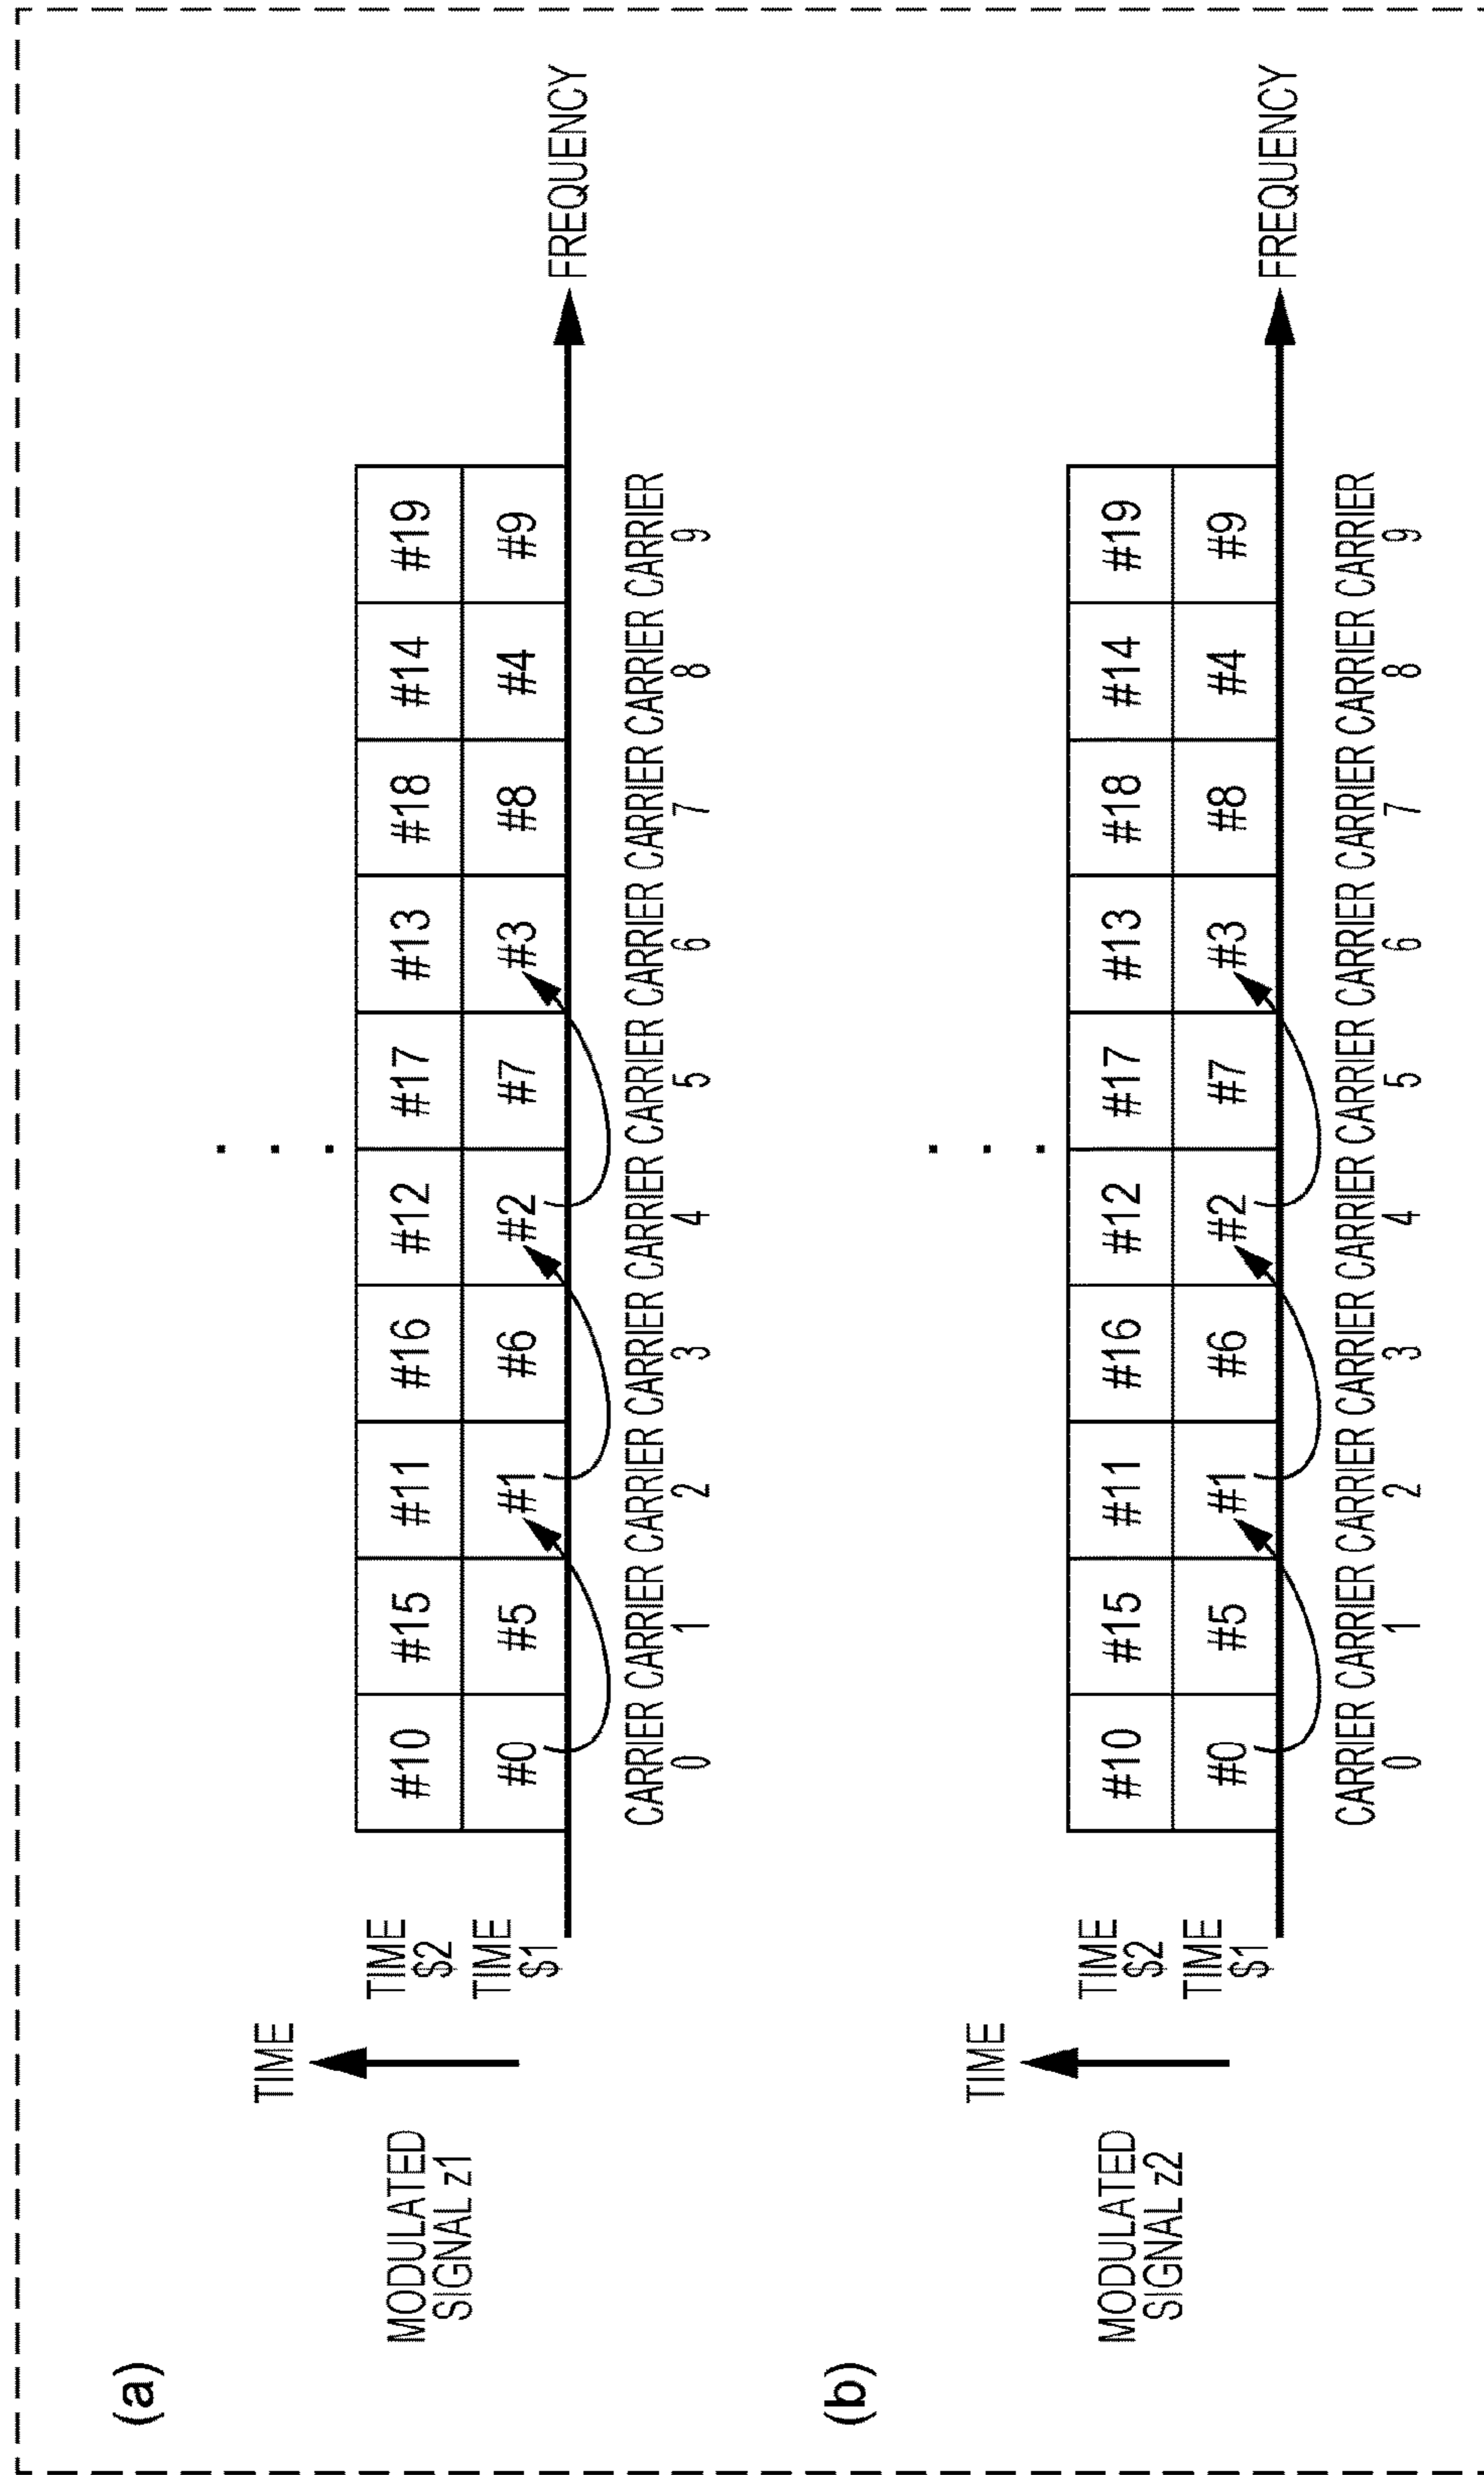 (a)
MODULATED
SIGNAL z1
TIME
TIME
$2
TIME
$1
#10 #15 #11 #16 #12 #17 #13 #18 #14 #19
#0 #5 #1 #6 #2 #7 #3 #8 #4 #9
FREQUENCY
CARRIER CARRIER CARRIER CARRIER CARRIER CARRIER CARRIER CARRIER CARRIER CARRIER
0 1 2 3 4 5 6 7 8 9
(b)
MODULATED
SIGNAL z2
TIME
TIME
$2
TIME
$1
#10 #15 #11 #16 #12 #17 #13 #18 #14 #19
#0 #5 #1 #6 #2 #7 #3 #8 #4 #9
FREQUENCY
CARRIER CARRIER CARRIER CARRIER CARRIER CARRIER CARRIER CARRIER CARRIER CARRIER
0 1 2 3 4 5 6 7 8 9